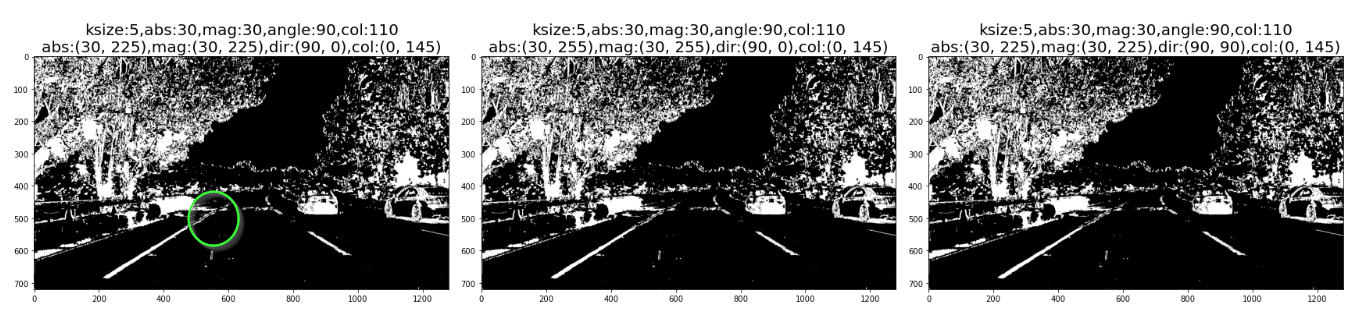 ksize:5,abs:30,mag:30,angle:90,col:110
abs:(30, 225),mag:(30, 225),dir:(90, 0),col:(0, 145)
0
100
200
300
400
500
600
700
0 200 400 600 800 1000 1200
ksize:5,abs:30,mag:30,angle:90,col:110
abs:(30, 255),mag:(30, 255),dir:(90, 0),col:(0, 145)
0
100
200
300
400
500
600
700
0 200 400 600 800 1000 1200
ksize:5,abs:30,mag:30,angle:90,col:110
abs:(30, 225),mag:(30, 225),dir:(90, 90),col:(0, 145)
0
100
200
300
400
500
600
700
0 200 400 600 800 1000 1200